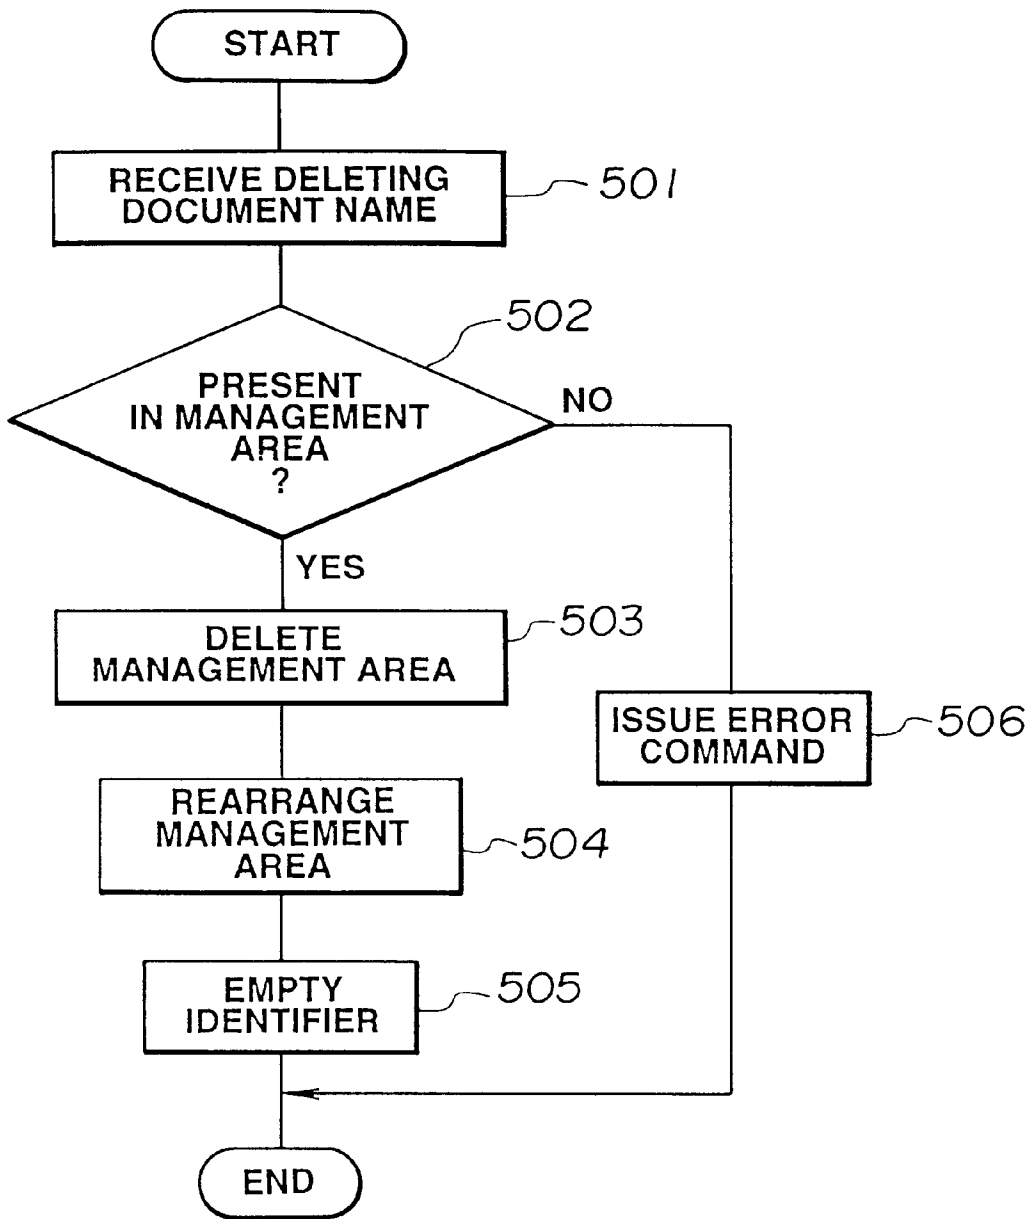 START
RECEIVE DELETING
DOCUMENT NAME
501
502
PRESENT
IN MANAGEMENT
AREA
?
NO
YES
DELETE
MANAGEMENT AREA
503
ISSUE ERROR
COMMAND
506
REARRANGE
MANAGEMENT
AREA
504
EMPTY
IDENTIFIER
505
END